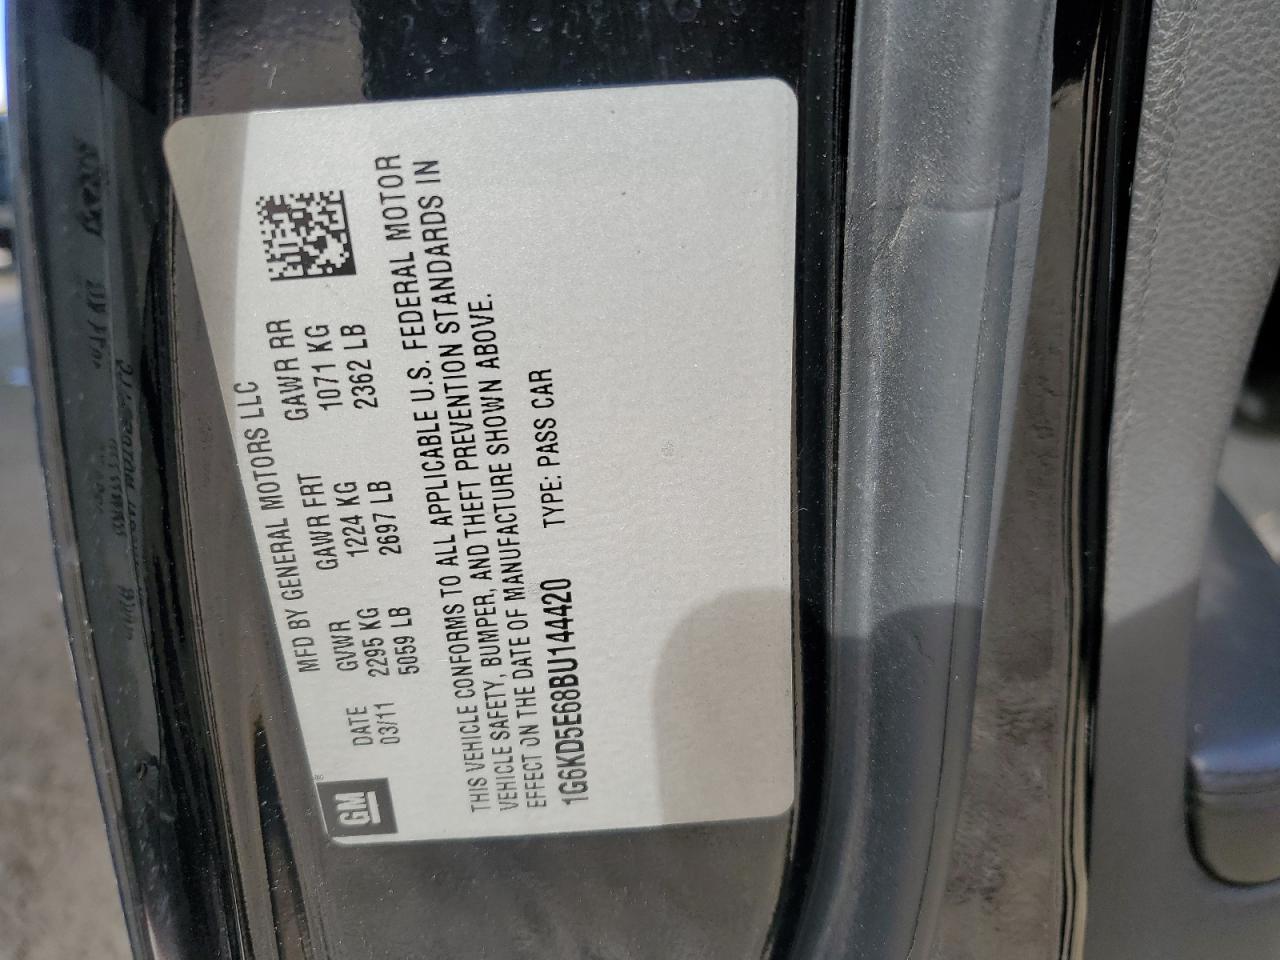 GM
MFD BY GENERAL MOTORS LLC
DATE GVWR GAWR FRT GAWR RR
03/11 2295 KG 1224 KG 1071 KG
5059 LB 2697 LB 2362 LB
THIS VEHICLE CONFORMS TO ALL APPLICABLE U.S. FEDERAL MOTOR
VEHICLE SAFETY, BUMPER, AND THEFT PREVENTION STANDARDS IN
EFFECT ON THE DATE OF MANUFACTURE SHOWN ABOVE.
1G6KD5E68BU144420 TYPE: PASS CAR